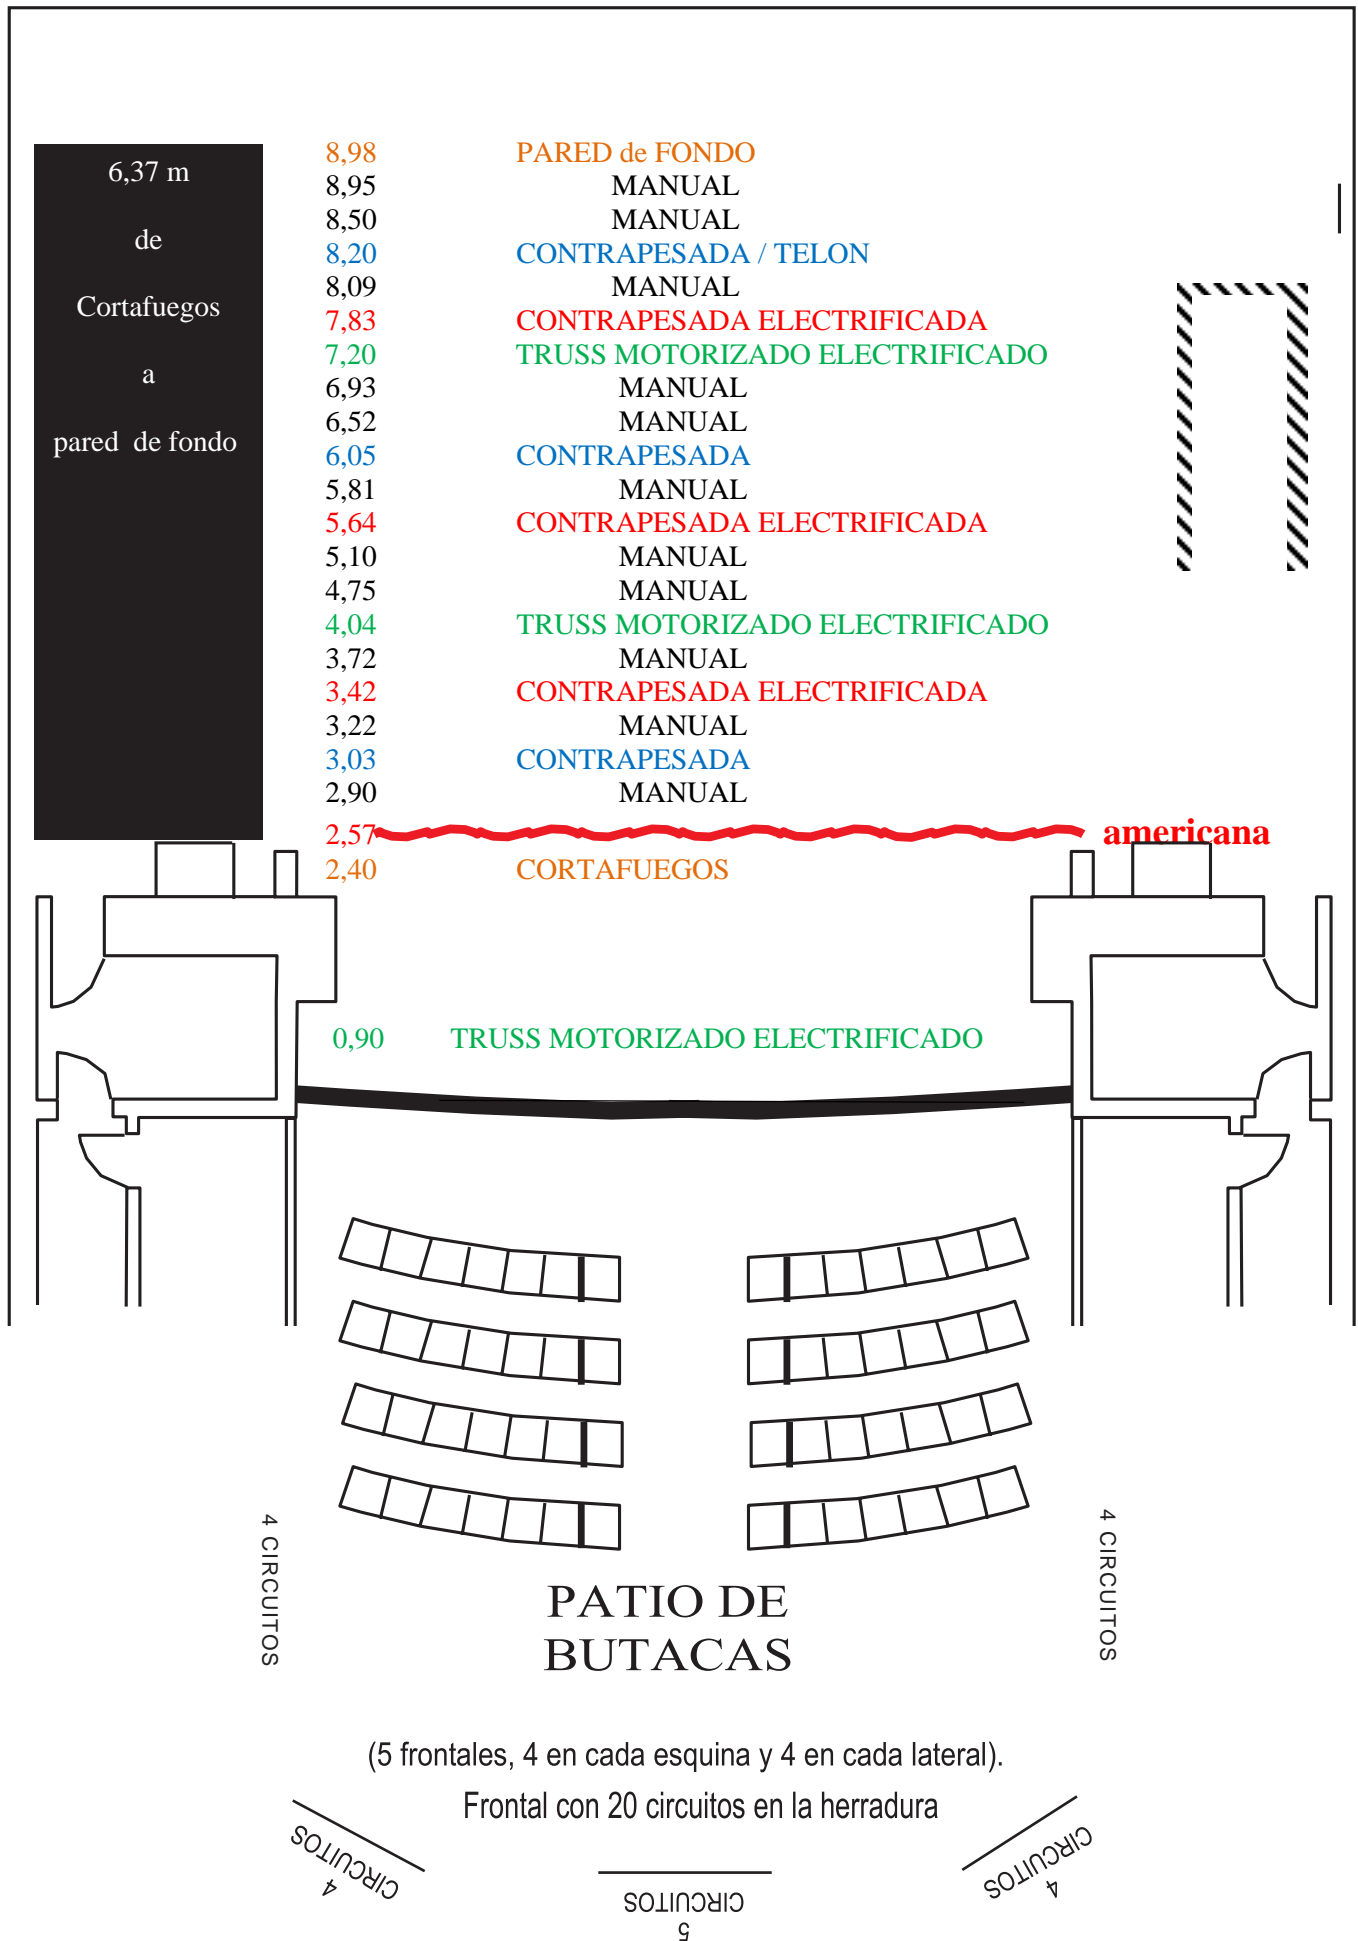 6,37 m
de
Cortafuegos
a
pared de fondo
8,98 PARED de FONDO
8,95 MANUAL
8,50 MANUAL
8,20 CONTRAPESADA / TELON
8,09 MANUAL
7,83 CONTRAPESADA ELECTRIFICADA
7,20 TRUSS MOTORIZADO ELECTRIFICADO
6,93 MANUAL
6,52 MANUAL
6,05 CONTRAPESADA
5,81 MANUAL
5,64 CONTRAPESADA ELECTRIFICADA
5,10 MANUAL
4,75 MANUAL
4,04 TRUSS MOTORIZADO ELECTRIFICADO
3,72 MANUAL
3,42 CONTRAPESADA ELECTRIFICADA
3,22 MANUAL
3,03 CONTRAPESADA
2,90 MANUAL
2,57 americana
2,40 CORTAFUEGOS
0,90 TRUSS MOTORIZADO ELECTRIFICADO
4 CIRCUITOS
4 CIRCUITOS
PATIO DE
BUTACAS
(5 frontales, 4 en cada esquina y 4 en cada lateral).
Frontal con 20 circuitos en la herradura
4
CIRCUITOS
5
CIRCUITOS
4
CIRCUITOS